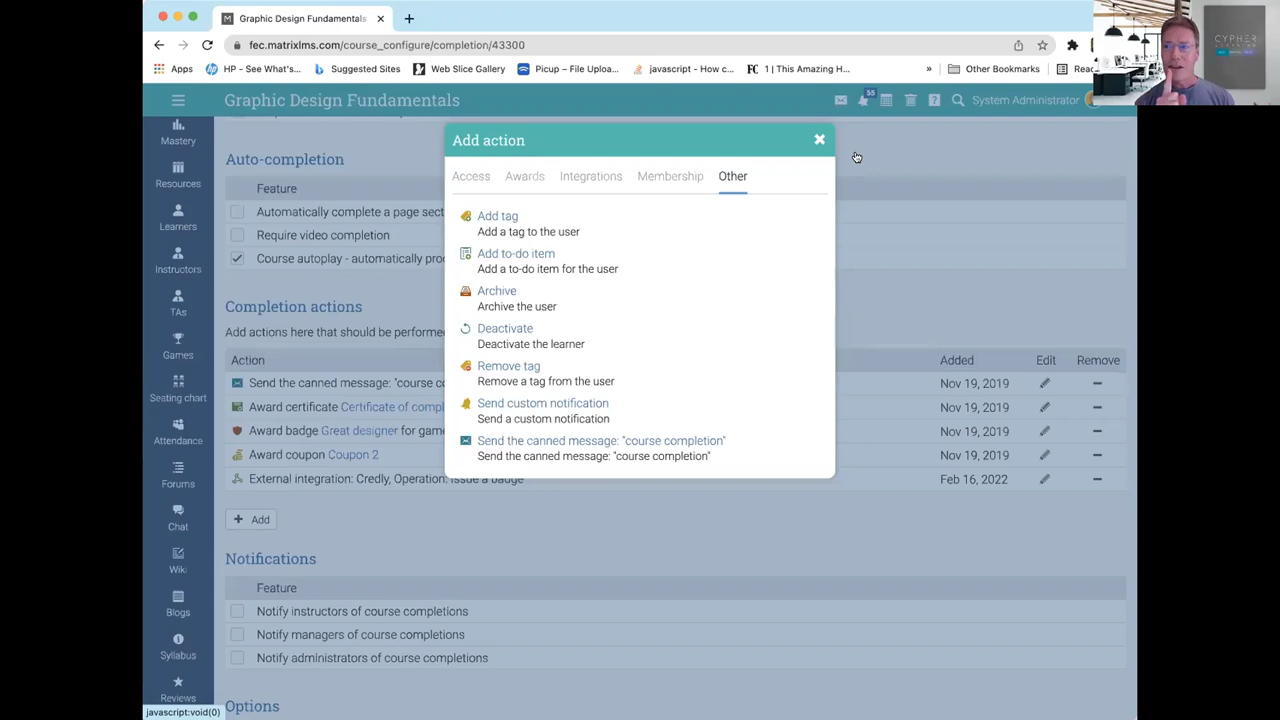 Graphic Design Fundamentals
fec.matrixlms.com/course_configure/completion/43300
Apps
HP - See What's...
Suggested Sites
Web Slice Gallery
Picup – File Uploa...
javascript - How c...
1 | This Amazing H...
»
Other Bookmarks
CYPHER
Graphic Design Fundamentals
55
System Administrator
Mastery
Resources
Learners
Instructors
TAs
Games
Seating chart
Attendance
Forums
Chat
Wiki
Blogs
Syllabus
Reviews
javascript:void(0)
Auto-completion
Feature
Automatically complete a page sect
Require video completion
Course autoplay - automatically proc
Completion actions
Add actions here that should be performed
Action
Added
Edit
Remove
Send the canned message: "course co
Nov 19, 2019
Award certificate Certificate of compl
Nov 19, 2019
Award badge Great designer for game
Nov 19, 2019
Award coupon Coupon 2
Nov 19, 2019
External integration: Credly, Operation: Issue a badge
Feb 16, 2022
+ Add
Notifications
Feature
Notify instructors of course completions
Notify managers of course completions
Notify administrators of course completions
Options
Add action
Access Awards Integrations Membership Other
Add tag
Add a tag to the user
Add to-do item
Add a to-do item for the user
Archive
Archive the user
Deactivate
Deactivate the learner
Remove tag
Remove a tag from the user
Send custom notification
Send a custom notification
Send the canned message: "course completion"
Send the canned message: "course completion"